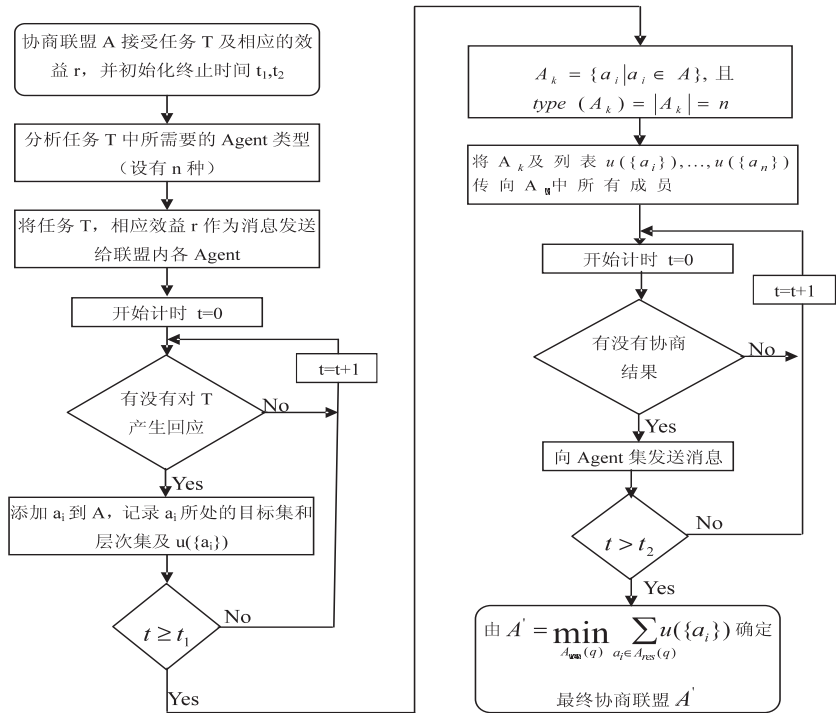 协商联盟 A 接受任务 T 及相应的效
益 r，并初始化终止时间 t₁,t₂
分析任务 T 中所需要的 Agent 类型
（设有 n 种）
将任务 T，相应效益 r 作为消息发送
给联盟内各 Agent
开始计时 t=0
t=t+1
有没有对 T
产生回应
No
Yes
添加 aᵢ 到 A，记录 aᵢ 所处的目标集和
层次集及 u({aᵢ})
t ≥ t₁
No
Yes
Aₖ = {aᵢ|aᵢ ∈ A}, 且
type (Aₖ) = |Aₖ| = n
将 A ₖ 及 列 表 u({aᵢ}),...,u({aₙ})
传 向 A 中 所 有 成 员
开始计时 t=0
t=t+1
有没有协商
结果
No
Yes
向 Agent 集发送消息
t > t₂
No
Yes
由 A' = min ∑ u({aᵢ}) 确定
(q) aᵢ∈Aᵣₑₛ(q)
最终协商联盟 A'